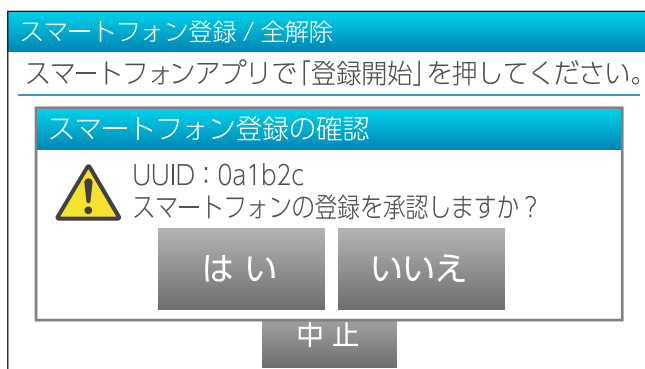 スマートフォン登録 / 全解除
スマートフォンアプリで「登録開始」を押してください。
スマートフォン登録の確認
UUID：0a1b2c
スマートフォンの登録を承認しますか？
はい
いいえ
中止